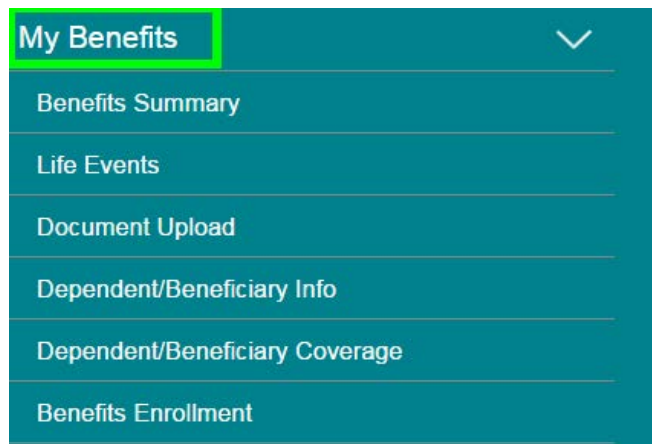 My Benefits
Benefits Summary
Life Events
Document Upload
Dependent/Beneficiary Info
Dependent/Beneficiary Coverage
Benefits Enrollment